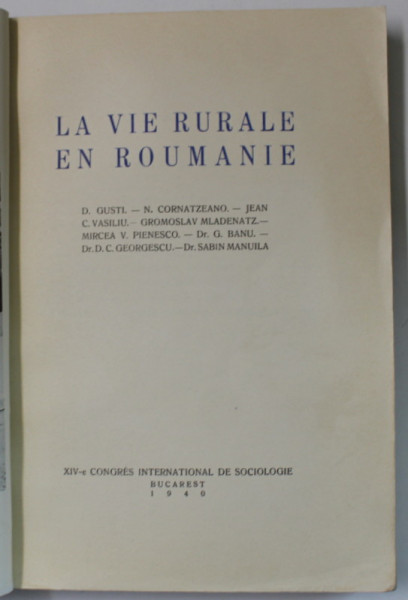 LA VIE RURALE
EN ROUMANIE
D. GUSTI. — N. CORNATZEANO. — JEAN
C. VASILIU. — GROMOSLAV MLADENATZ. —
MIRCEA V. PIENESCO. — Dr. G. BANU. —
Dr. D. C. GEORGESCU. — Dr. SABIN MANUILA
XIV-e CONGRÈS INTERNATIONAL DE SOCIOLOGIE
BUCAREST
1940